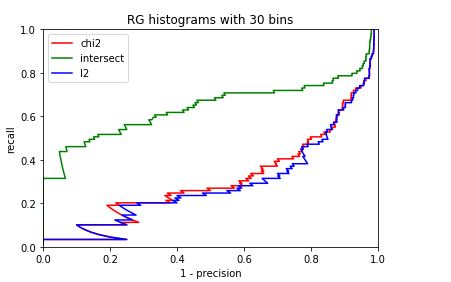 RG histograms with 30 bins
chi2
intersect
l2
recall
1.0
0.8
0.6
0.4
0.2
0.0
0.0 0.2 0.4 0.6 0.8 1.0
1 - precision